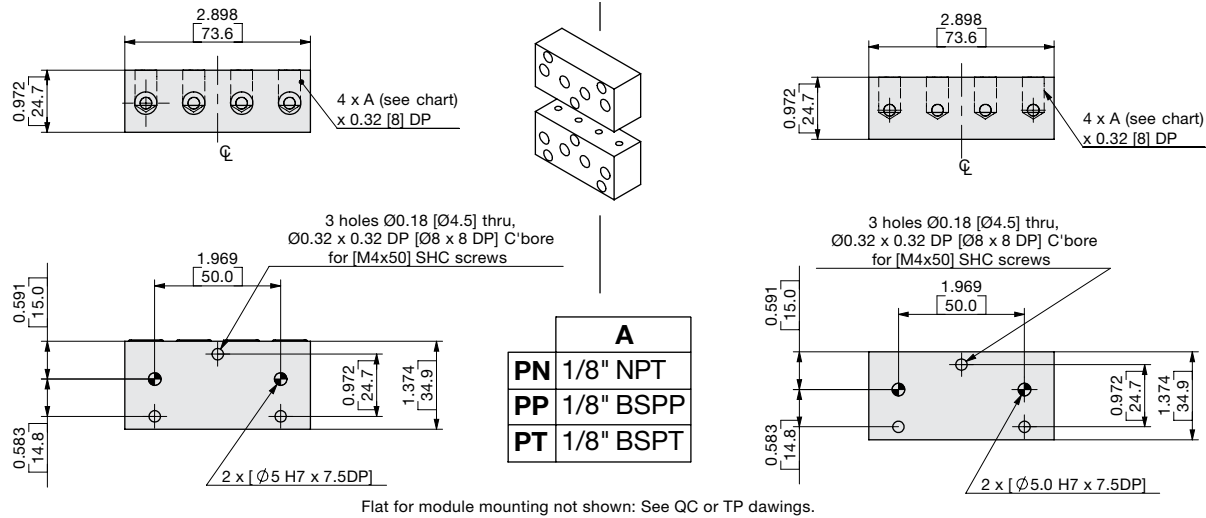 2.898
73.6
0.972
24.7
4 x A (see chart)
x 0.32 [8] DP
℄
2.898
73.6
0.972
24.7
4 x A (see chart)
x 0.32 [8] DP
℄
3 holes Ø0.18 [Ø4.5] thru,
Ø0.32 x 0.32 DP [Ø8 x 8 DP] C'bore
for [M4x50] SHC screws
1.969
50.0
0.591
15.0
0.583
14.8
0.972
24.7
1.374
34.9
2 x [ Ø5 H7 x 7.5DP]
A
PN 1/8" NPT
PP 1/8" BSPP
PT 1/8" BSPT
3 holes Ø0.18 [Ø4.5] thru,
Ø0.32 x 0.32 DP [Ø8 x 8 DP] C'bore
for [M4x50] SHC screws
1.969
50.0
0.591
15.0
0.583
14.8
0.972
24.7
1.374
34.9
2 x [ Ø5.0 H7 x 7.5DP]
Flat for module mounting not shown: See QC or TP dawings.